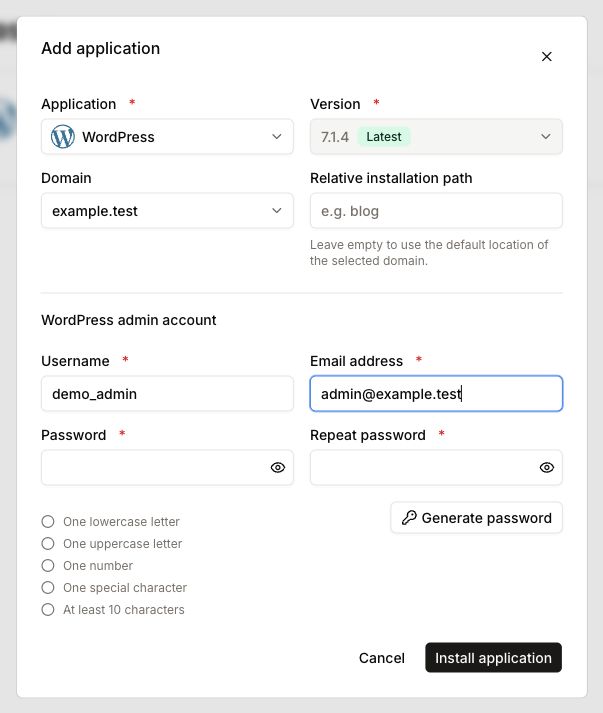 Add application
Application *
Version *
WordPress
7.1.4 Latest
Domain
Relative installation path
example.test
e.g. blog
Leave empty to use the default location of
the selected domain.
WordPress admin account
Username *
Email address *
demo_admin
admin@example.test
Password *
Repeat password *
Generate password
One lowercase letter
One uppercase letter
One number
One special character
At least 10 characters
Cancel
Install application